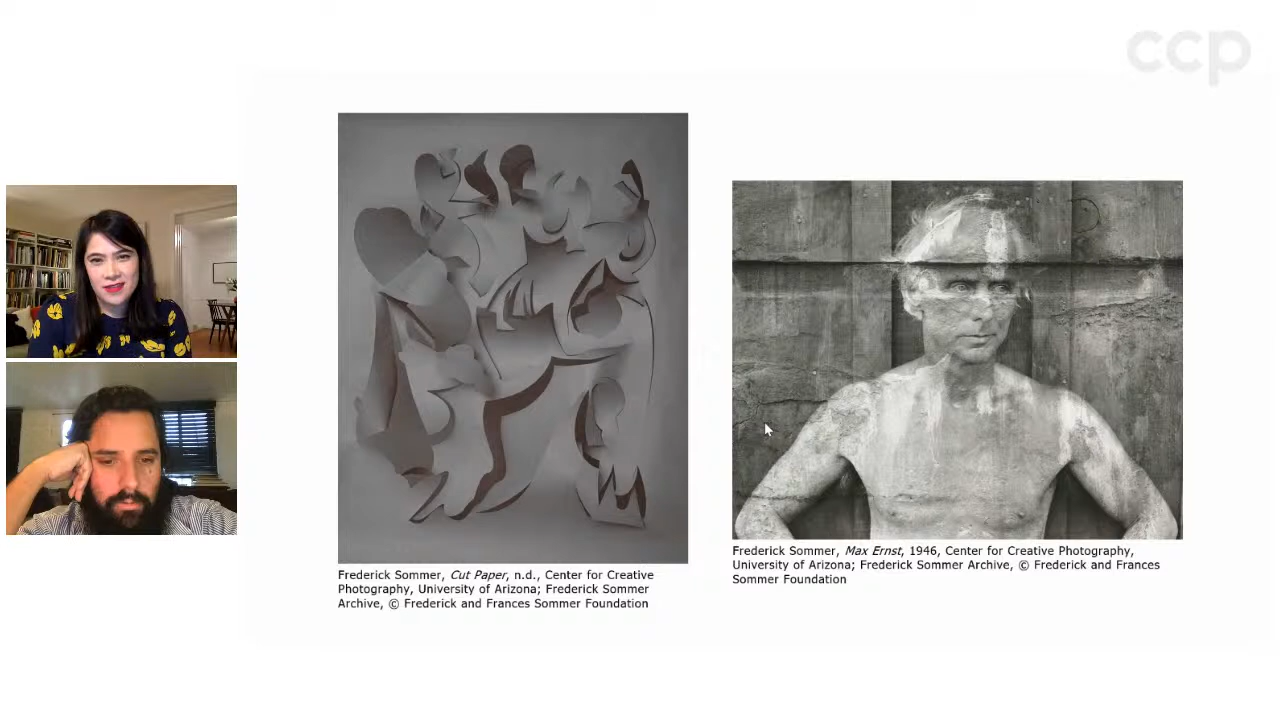 ccp
Frederick Sommer, Cut Paper, n.d., Center for Creative
Photography, University of Arizona; Frederick Sommer
Archive, © Frederick and Frances Sommer Foundation
Frederick Sommer, Max Ernst, 1946, Center for Creative Photography,
University of Arizona; Frederick Sommer Archive, © Frederick and Frances
Sommer Foundation